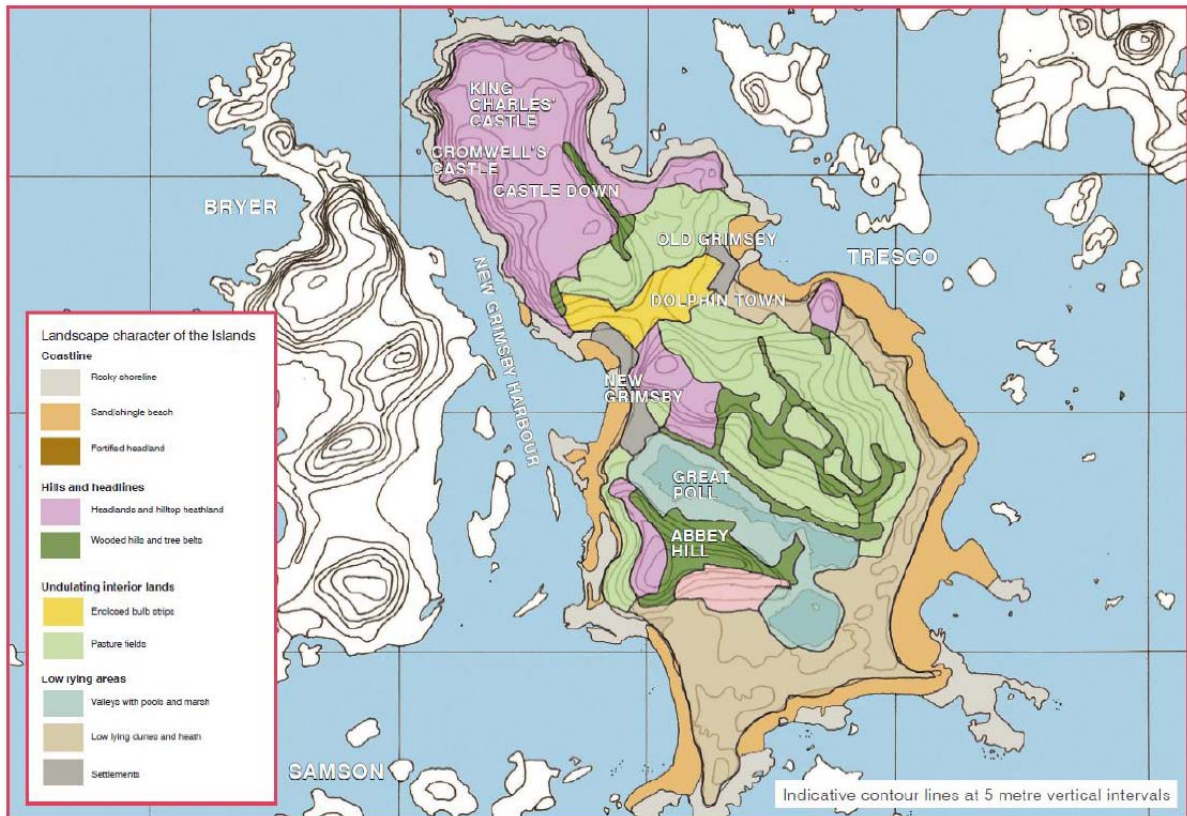 KING
CHARLES'
CASTLE
CROMWELL'S
CASTLE
CASTLE DOWN
BRYER
OLD GRIMSBY
TRESCO
DOLPHIN TOWN
NEW GRIMSBY HARBOUR
NEW
GRIMSBY
GREAT
POLL
ABBEY
HILL
SAMSON
Landscape character of the Islands
Coastline
Rocky shoreline
Sand/shingle beach
Fortified headland
Hills and headlines
Headlands and hilltop heathland
Wooded hills and tree belts
Undulating interior lands
Enclosed bulb strips
Pasture fields
Low lying areas
Valleys with pools and marsh
Low lying dunes and heath
Settlements
Indicative contour lines at 5 metre vertical intervals